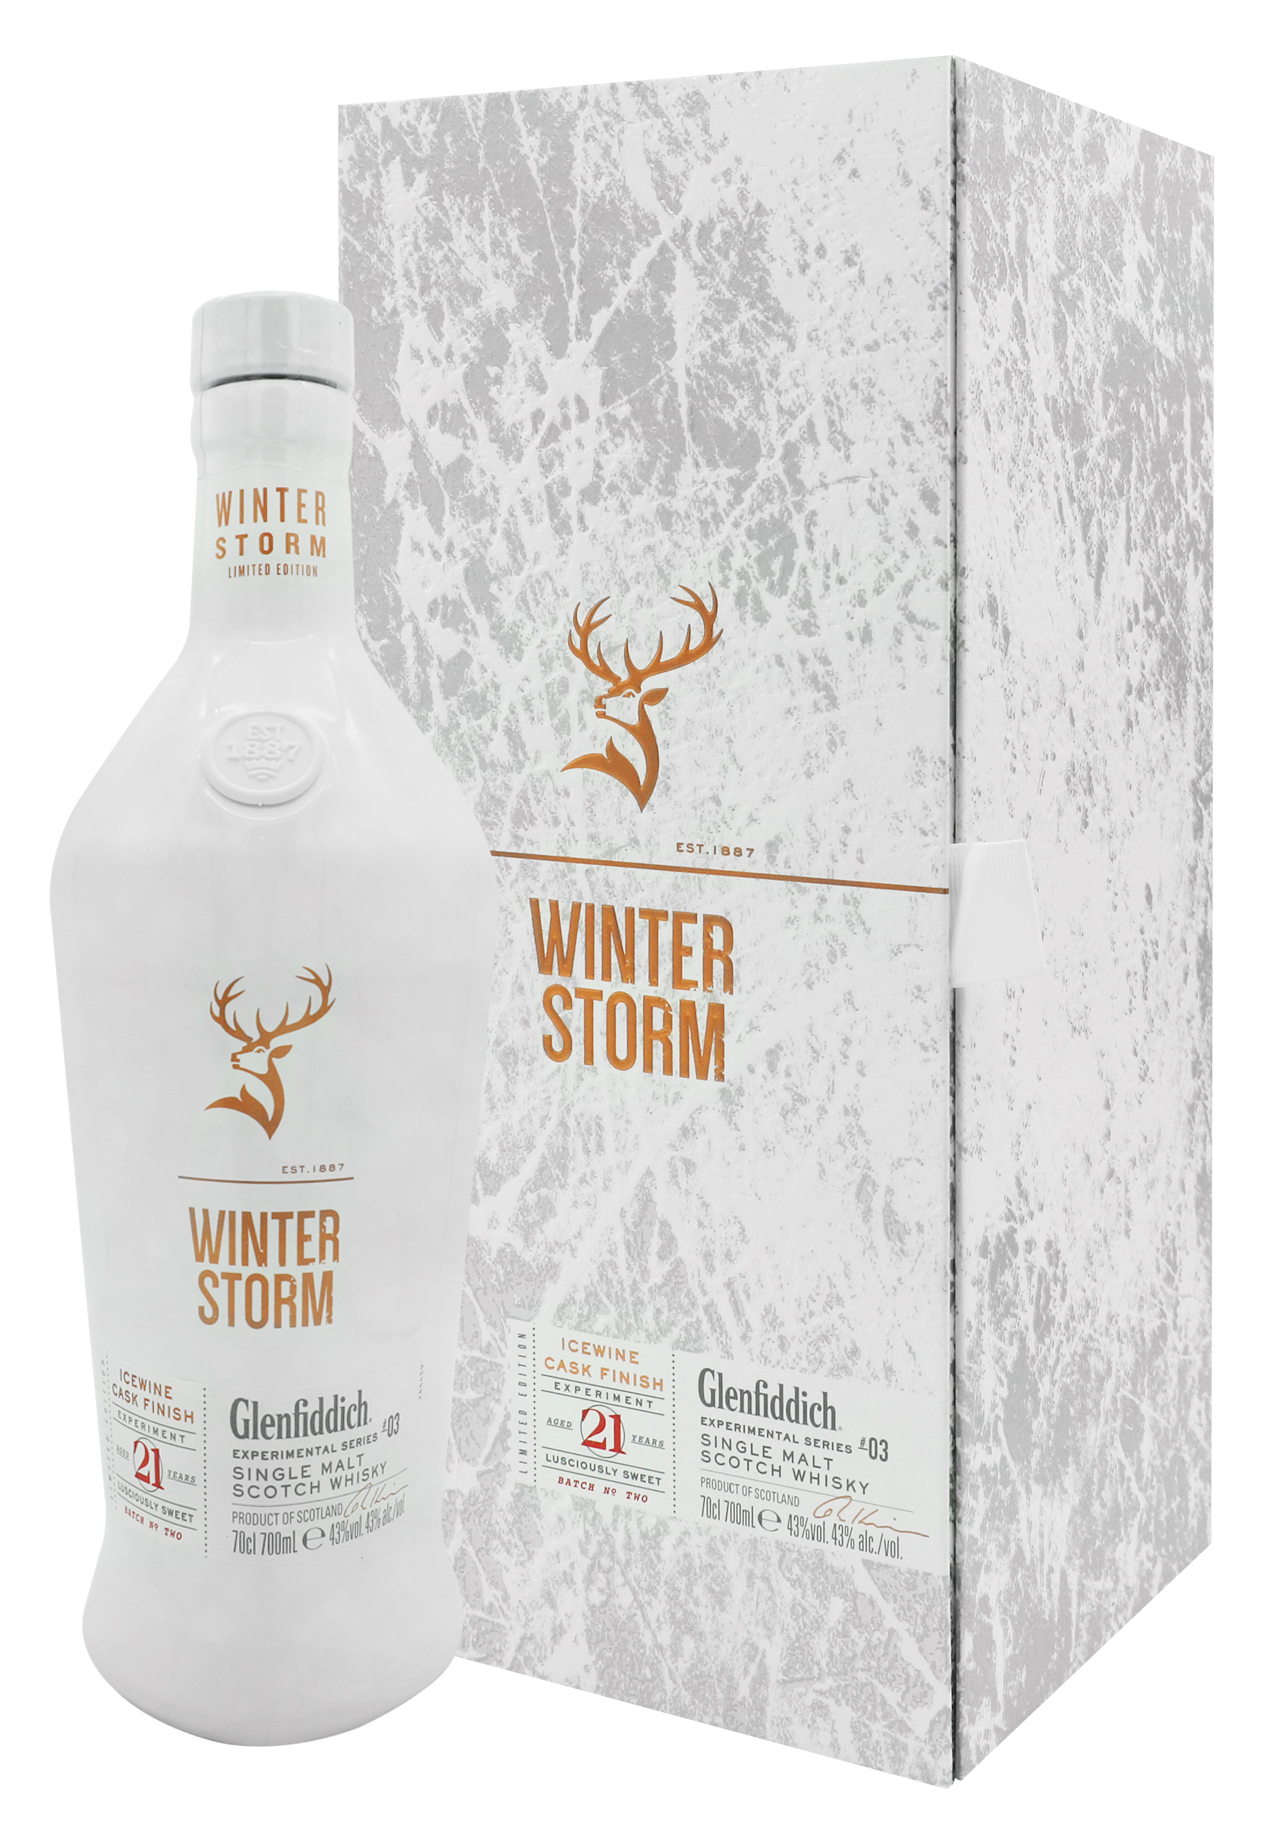 WINTER
STORM
LIMITED EDITION
EST
1887
EST.1887
WINTER
STORM
ICEWINE
CASK FINISH
EXPERIMENT
AGED 21 YEARS
LUSCIOUSLY SWEET
BATCH Nº TWO
Glenfiddich
EXPERIMENTAL SERIES #03
SINGLE MALT
SCOTCH WHISKY
PRODUCT OF SCOTLAND
70cl 700mL e 43%vol. 43% alc./vol.
EST.1887
WINTER
STORM
LIMITED EDITION
ICEWINE
CASK FINISH
EXPERIMENT
AGED 21 YEARS
LUSCIOUSLY SWEET
BATCH Nº TWO
Glenfiddich
EXPERIMENTAL SERIES #03
SINGLE MALT
SCOTCH WHISKY
PRODUCT OF SCOTLAND
70cl 700mL e 43%vol. 43% alc./vol.